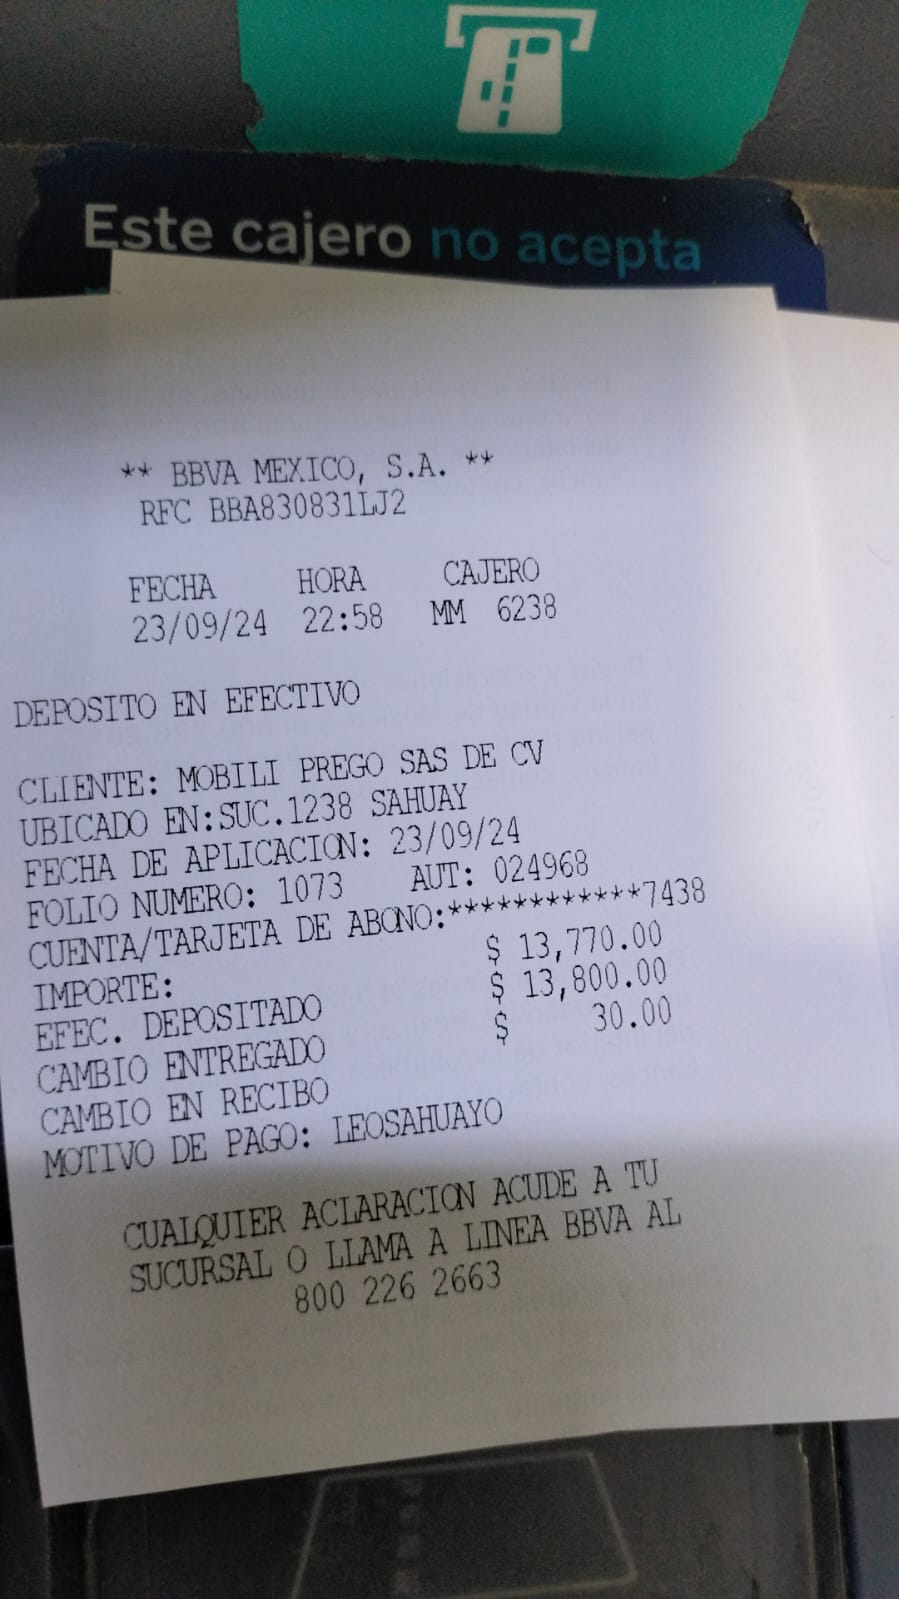 Este cajero no acepta
** BBVA MEXICO, S.A. **
RFC BBA830831LJ2
FECHA HORA CAJERO
23/09/24 22:58 MM 6238
DEPOSITO EN EFECTIVO
CLIENTE: MOBILI PREGO SAS DE CV
UBICADO EN:SUC.1238 SAHUAY
FECHA DE APLICACION: 23/09/24
FOLIO NUMERO: 1073 AUT: 024968
CUENTA/TARJETA DE ABONO:************7438
IMPORTE: $ 13,770.00
EFEC. DEPOSITADO $ 13,800.00
CAMBIO ENTREGADO $ 30.00
CAMBIO EN RECIBO
MOTIVO DE PAGO: LEOSAHUAYO
CUALQUIER ACLARACION ACUDE A TU
SUCURSAL O LLAMA A LINEA BBVA AL
800 226 2663